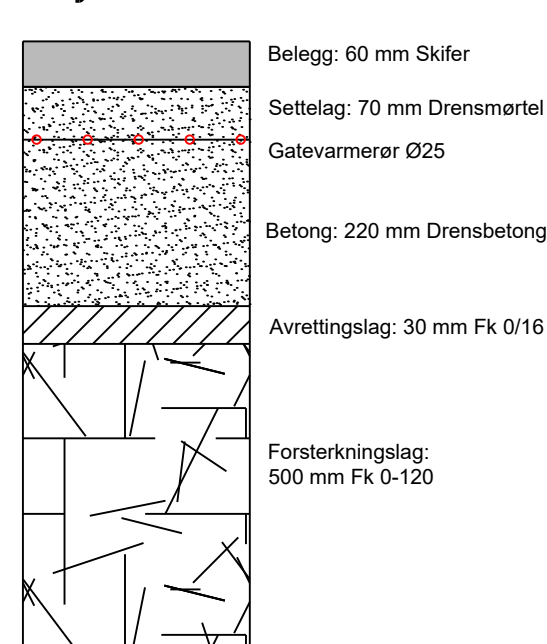 Belegg: 60 mm Skifer
Settelag: 70 mm Drensmørtel
Gatevarmerør Ø25
Betong: 220 mm Drensbetong
Avrettingslag: 30 mm Fk 0/16
Forsterkningslag:
500 mm Fk 0-120